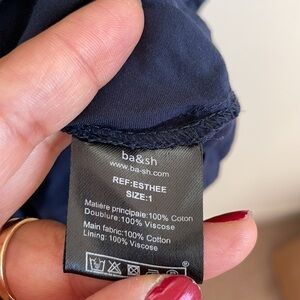 ba&sh
www.ba-sh.com
REF:ESTHEE
SIZE:1
Matière principale:100% Coton
Doublure:100% Viscose
Main fabric:100% Cotton
Lining: 100% Viscose